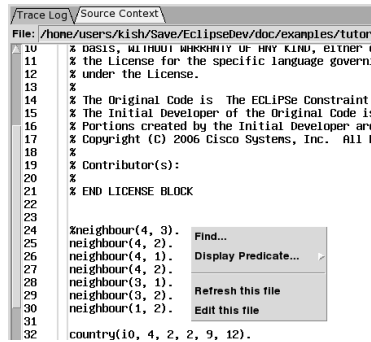 Trace Log Source Context
File: /home/users/kish/Save/EclipseDev/doc/examples/tutor
10 % basis, WITHOUT WARRANTY OF ANY KIND, either
11 % the License for the specific language governi
12 % under the License.
13 %
14 % The Original Code is The ECLiPSe Constraint
15 % The Initial Developer of the Original Code is
16 % Portions created by the Initial Developer are
17 % Copyright (C) 2006 Cisco Systems, Inc. All
18 %
19 % Contributor(s):
20 %
21 % END LICENSE BLOCK
22
23
24 %neighbour(4, 3).
25 neighbour(4, 2).
26 neighbour(4, 1).
27 neighbour(4, 2).
28 neighbour(3, 1).
29 neighbour(3, 2).
30 neighbour(1, 2).
31
32 country(i0, 4, 2, 2, 9, 12).
Find...
Display Predicate...
Refresh this file
Edit this file